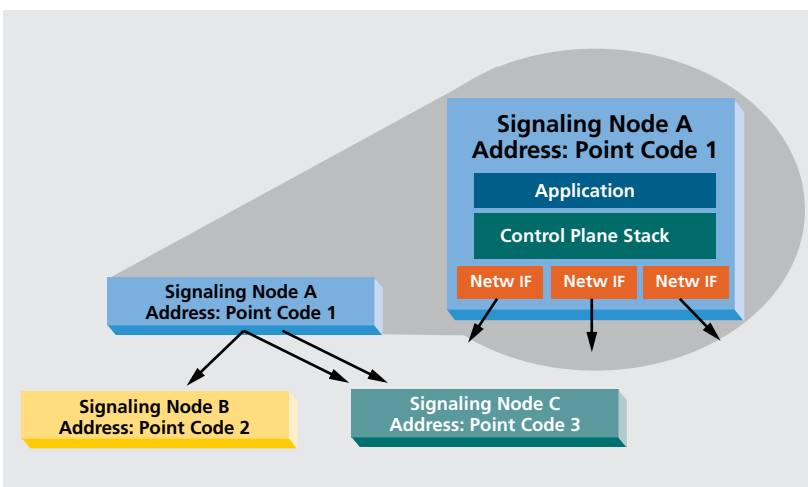 Signaling Node A
Address: Point Code 1
Application
Control Plane Stack
Netw IF
Netw IF
Netw IF
Signaling Node A
Address: Point Code 1
Signaling Node B
Address: Point Code 2
Signaling Node C
Address: Point Code 3